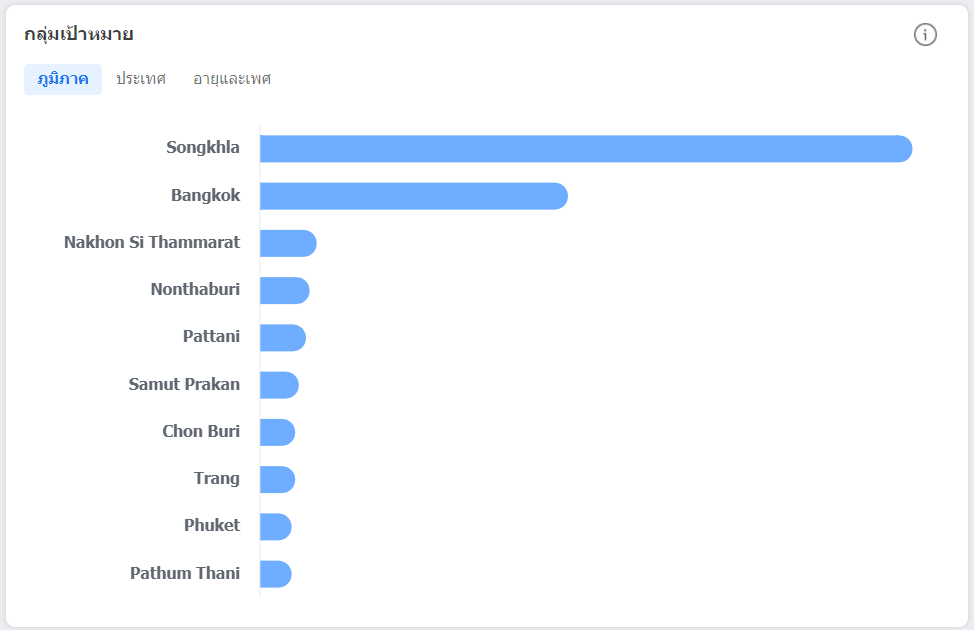 กลุ่มเป้าหมาย
ภูมิภาค ประเทศ อายุและเพศ
Songkhla
Bangkok
Nakhon Si Thammarat
Nonthaburi
Pattani
Samut Prakan
Chon Buri
Trang
Phuket
Pathum Thani